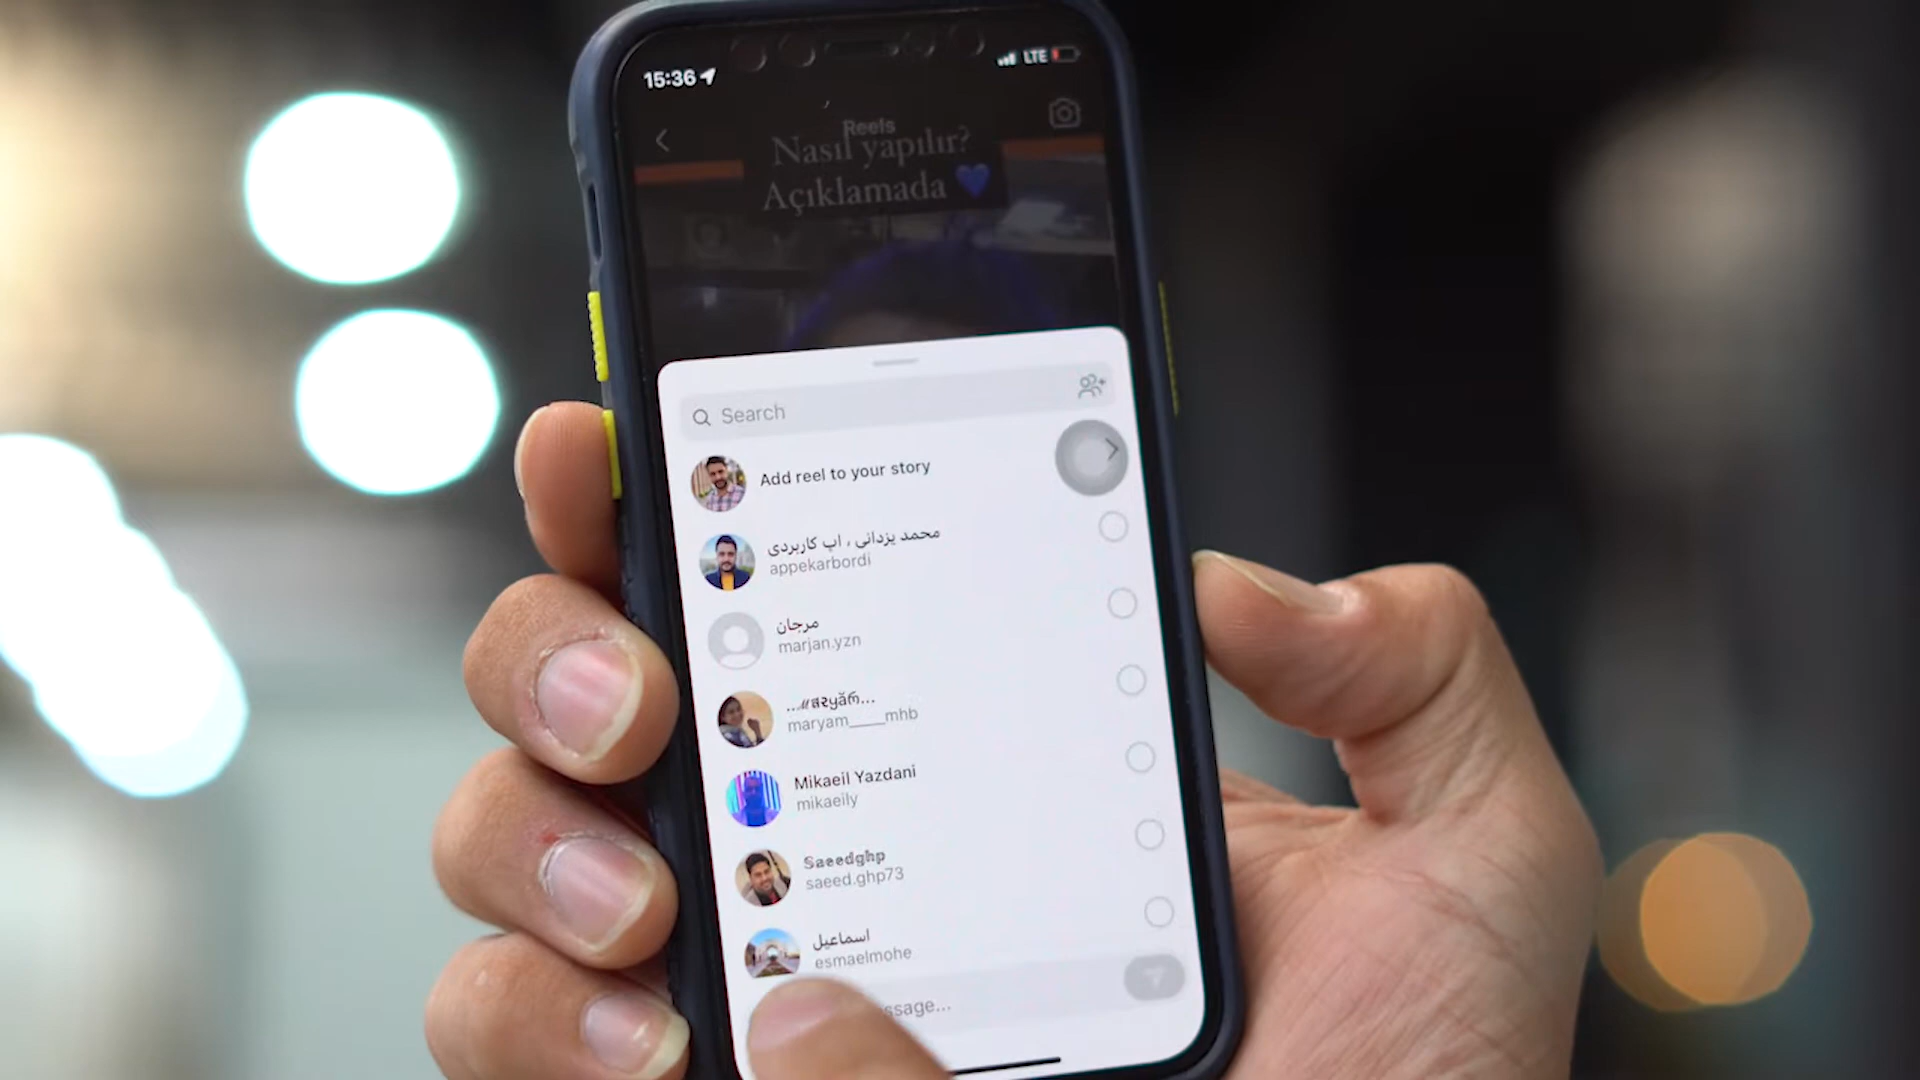 15:36
LTE
Reels
Nasıl yapılır?
Açıklamada 💙
Search
Add reel to your story
محمد یزدانی ، اپ کاربردی
appekarbordi
مرجان
marjan.yzn
maryam____mhb
Mikaeil Yazdani
mikaeily
Saeedghp
saeed.ghp73
اسماعیل
esmaelmohe
ssage...